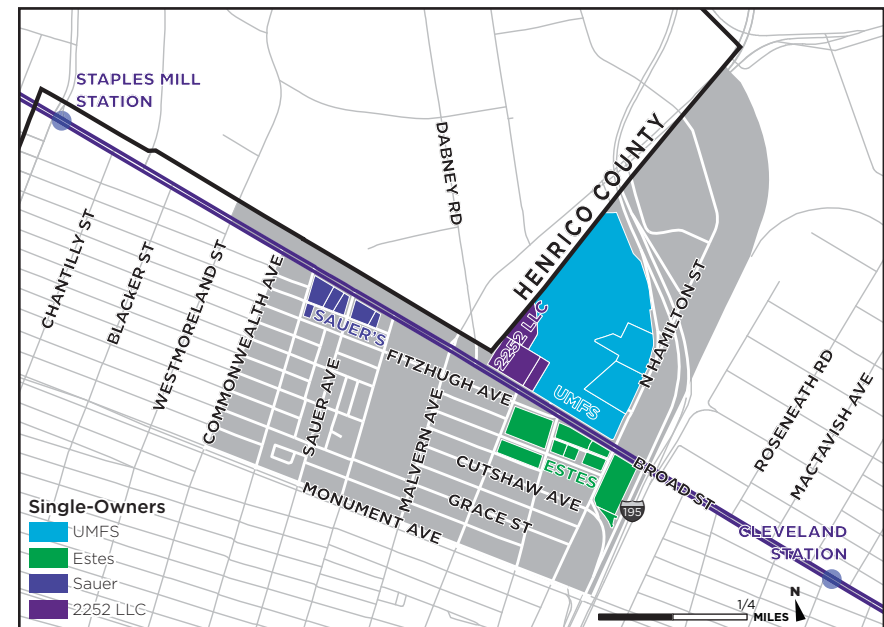 STAPLES MILL
STATION
DABNEY RD
HENRICO COUNTY
CHANTILLY ST
BLACKER ST
WESTMORELAND ST
COMMONWEALTH AVE
SAUER'S
SAUER AVE
FITZHUGH AVE
MALVERN AVE
2252 LLC
UMFS
N HAMILTON ST
ESTES
CUTSHAW AVE
GRACE ST
MONUMENT AVE
BROAD ST
195
ROSENEATH RD
MACTAVISH AVE
CLEVELAND
STATION
Single-Owners
UMFS
Estes
Sauer
2252 LLC
1/4
MILES
N